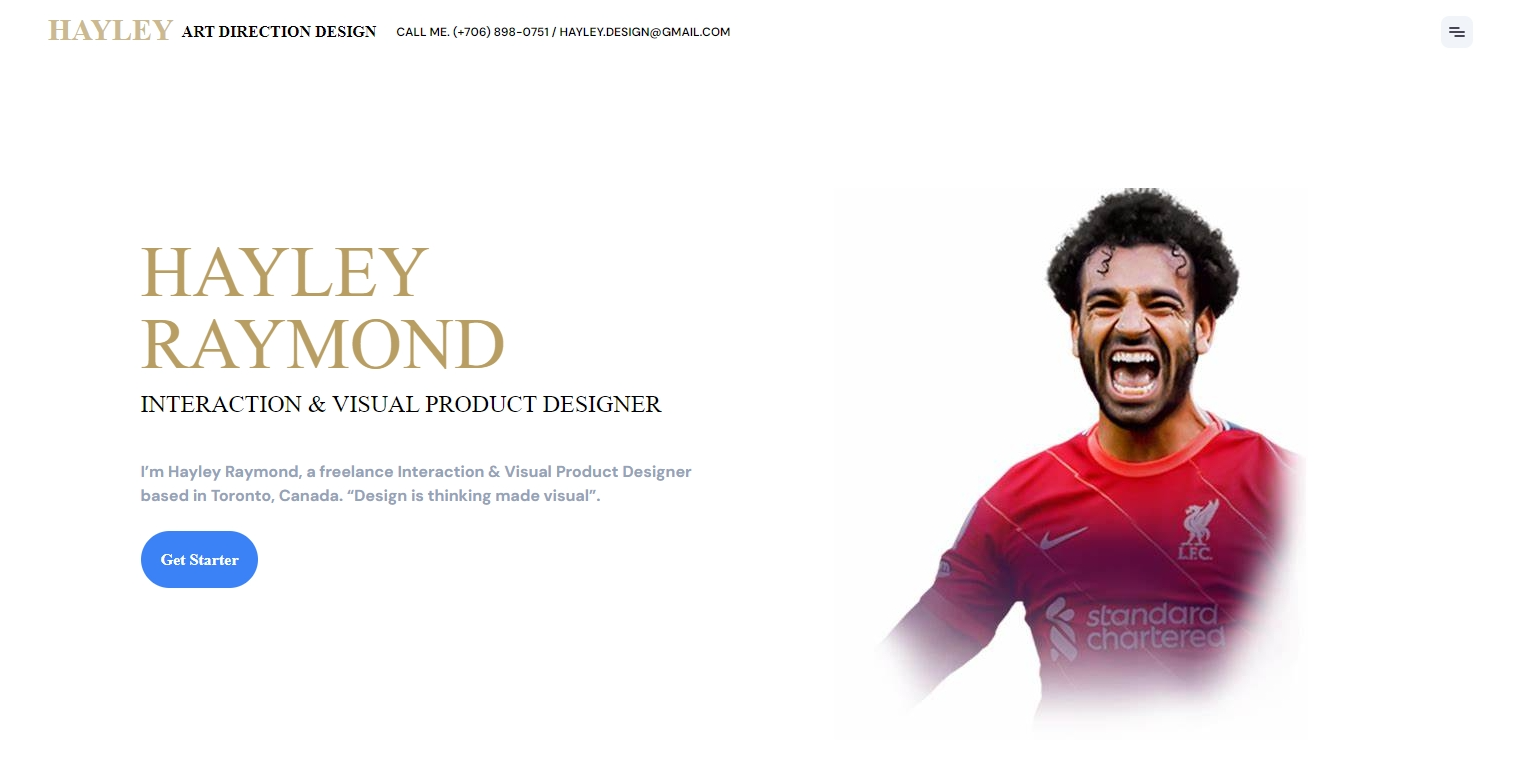 HAYLEY ART DIRECTION DESIGN CALL ME. (+706) 898-0751 / HAYLEY.DESIGN@GMAIL.COM
HAYLEY
RAYMOND
INTERACTION & VISUAL PRODUCT DESIGNER
I’m Hayley Raymond, a freelance Interaction & Visual Product Designer
based in Toronto, Canada. “Design is thinking made visual”.
Get Starter
L.F.C.
standard
chartered